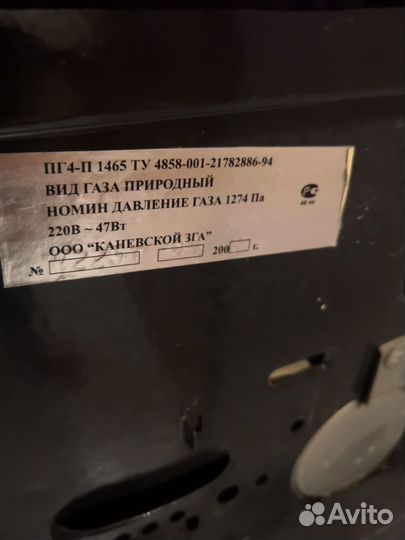 ПГ4-П 1465 ТУ 4858-001-21782886-94
ВИД ГАЗА ПРИРОДНЫЙ
НОМИН ДАВЛЕНИЕ ГАЗА 1274 Па
220В ~ 47Вт
ООО "КАНЕВСКОЙ ЗГА"
№ 200 г.
Avito